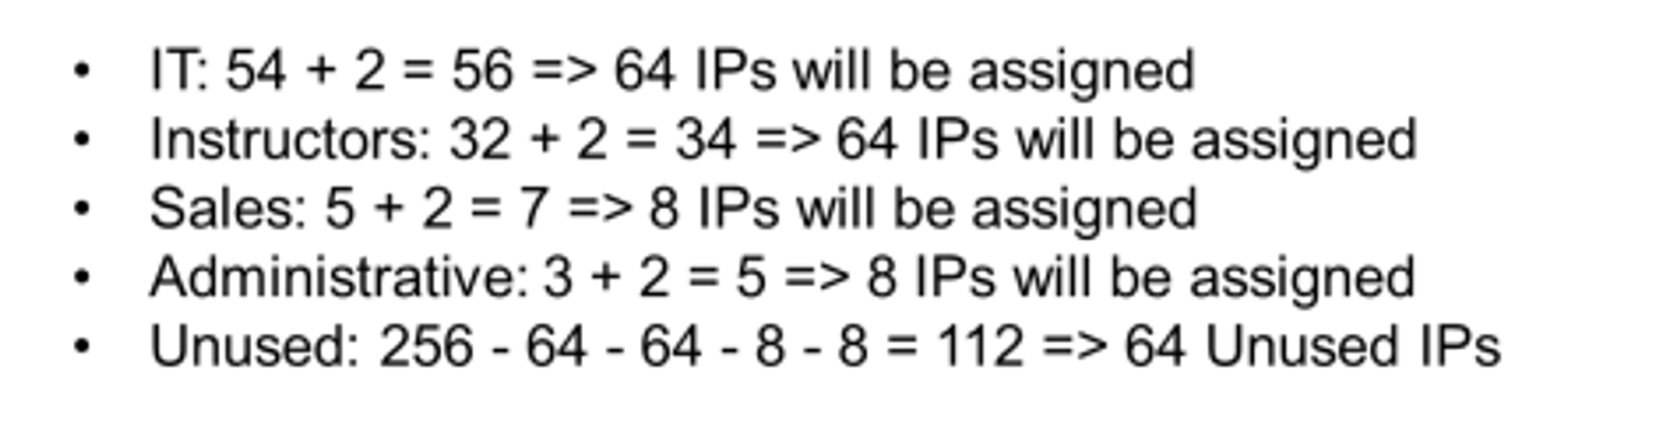 • IT: 54 + 2 = 56 => 64 IPs will be assigned
• Instructors: 32 + 2 = 34 => 64 IPs will be assigned
• Sales: 5 + 2 = 7 => 8 IPs will be assigned
• Administrative: 3 + 2 = 5 => 8 IPs will be assigned
• Unused: 256 - 64 - 64 - 8 - 8 = 112 => 64 Unused IPs